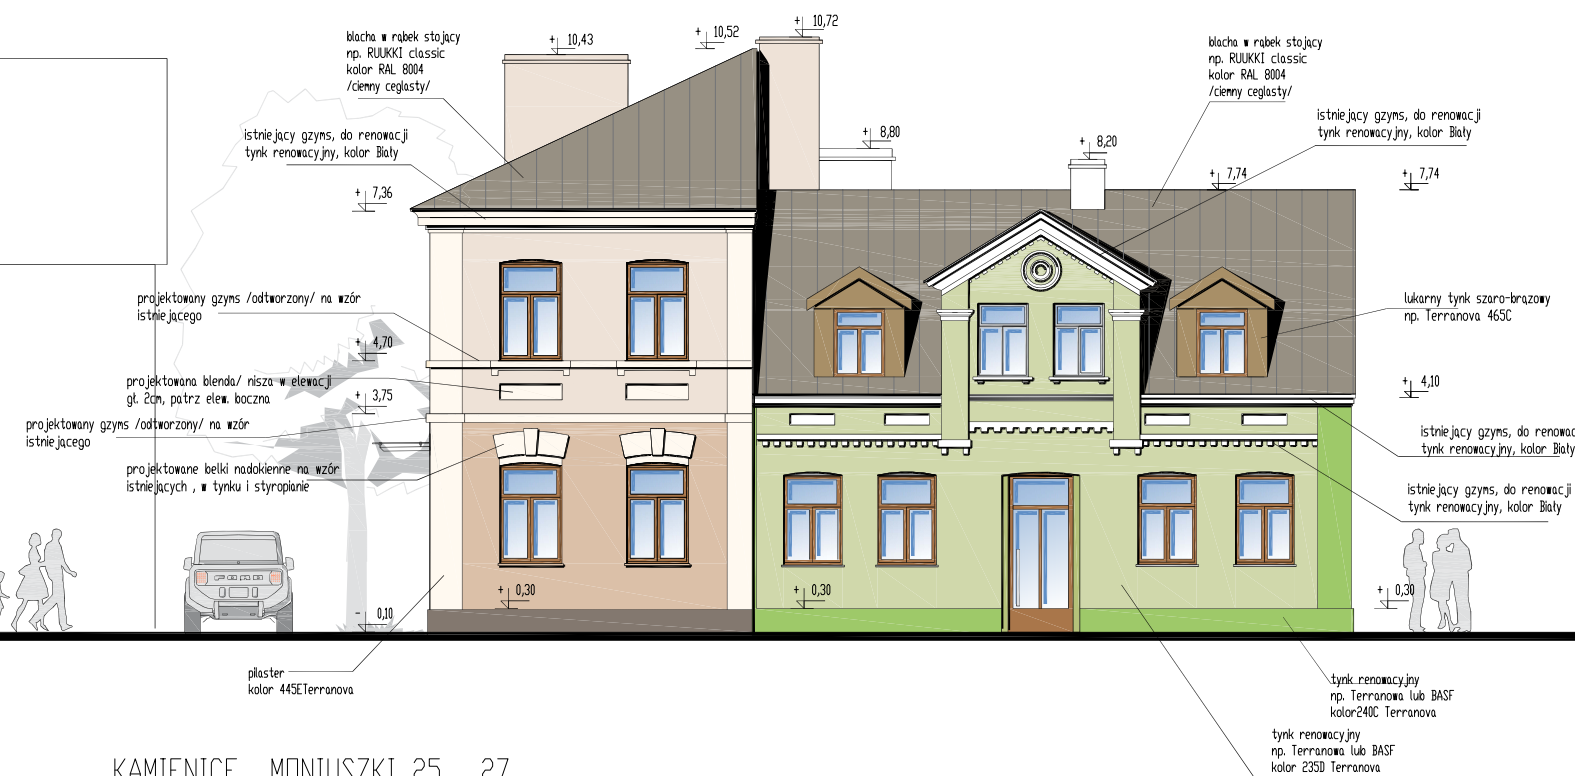 + 10,72
+ 10,52
+ 10,43
blacha w rąbek stojący
np. RUUKKI classic
kolor RAL 8004
/ciemny ceglasty/
blacha w rąbek stojący
np. RUUKKI classic
kolor RAL 8004
/ciemny ceglasty/
istniejący gzyms, do renowacji
tynk renowacyjny, kolor Biały
istniejący gzyms, do renowacji
tynk renowacyjny, kolor Biały
+ 8,80
+ 8,20
+ 7,36
+ 7,74
+ 7,74
projektowany gzyms /odtworzony/ na wzór
istniejącego
lukarny tynk szaro-brązowy
np. Terranova 465C
+ 4,70
projektowana blenda/ nisza w elewacji
gł. 2cm, patrz elew. boczna
+ 4,10
+ 3,75
projektowany gzyms /odtworzony/ na wzór
istniejącego
istniejący gzyms, do renowac
tynk renowacyjny, kolor Biały
projektowane belki nadokienne na wzór
istniejących , w tynku i styropianie
istniejący gzyms, do renowacji
tynk renowacyjny, kolor Biały
+ 0,30
+ 0,30
+ 0,30
- 0,10
pilaster
kolor 445ETerranova
tynk renowacyjny
np. Terranowa lub BASF
kolor240C Terranova
tynk renowacyjny
np. Terranowa lub BASF
kolor 235D Terranova
KAMIENICE MONIUSZKI 25 27